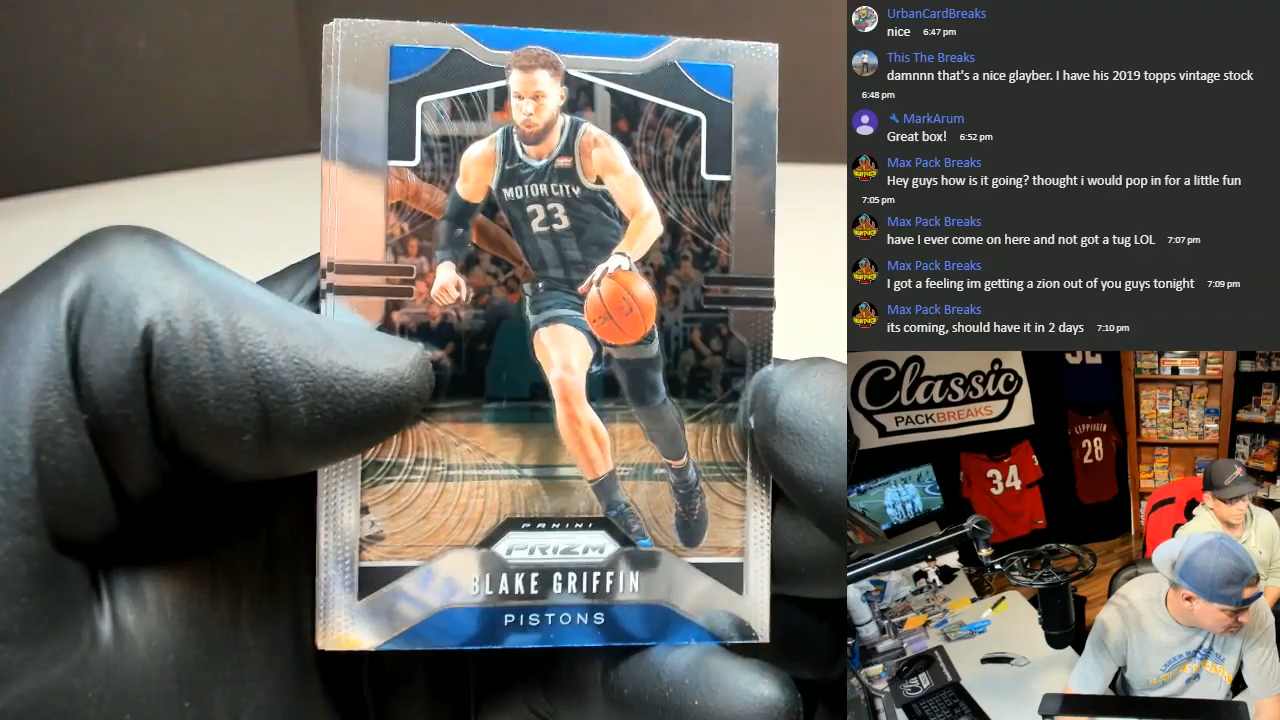 MOTOR CITY
23
PANINI
PRIZM
BLAKE GRIFFIN
PISTONS
UrbanCardBreaks
nice 6:47 pm
This The Breaks
damnnn that's a nice glayber. I have his 2019 topps vintage stock
6:48 pm
MarkArum
Great box! 6:52 pm
Max Pack Breaks
Hey guys how is it going? thought i would pop in for a little fun
7:05 pm
Max Pack Breaks
have I ever come on here and not got a tug LOL 7:07 pm
Max Pack Breaks
I got a feeling im getting a zion out of you guys tonight 7:09 pm
Max Pack Breaks
its coming, should have it in 2 days 7:10 pm
Classic
PACKBREAKS
34
LEPPINGER
28